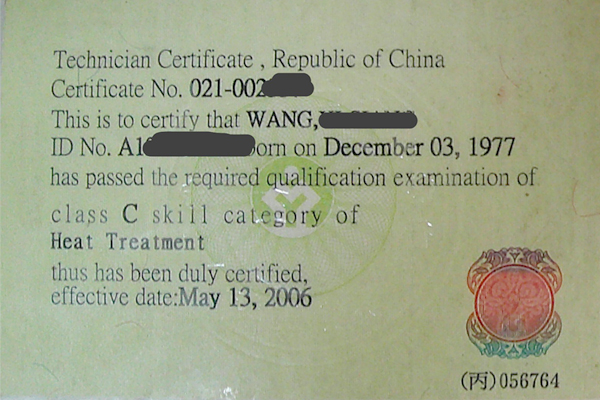 Technician Certificate , Republic of China
Certificate No. 021-002
This is to certify that WANG,
ID No. A1 orn on December 03, 1977
has passed the required qualification examination of
class C skill category of
Heat Treatment
thus has been duly certified,
effective date:May 13, 2006
(丙)056764